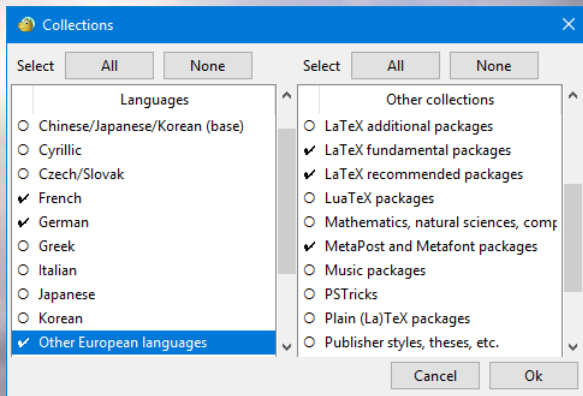 Collections
Select All None
Select All None
Languages
Chinese/Japanese/Korean (base)
Cyrillic
Czech/Slovak
French
German
Greek
Italian
Japanese
Korean
Other European languages
Other collections
LaTeX additional packages
LaTeX fundamental packages
LaTeX recommended packages
LuaTeX packages
Mathematics, natural sciences, comp
MetaPost and Metafont packages
Music packages
PSTricks
Plain (La)TeX packages
Publisher styles, theses, etc.
Cancel Ok